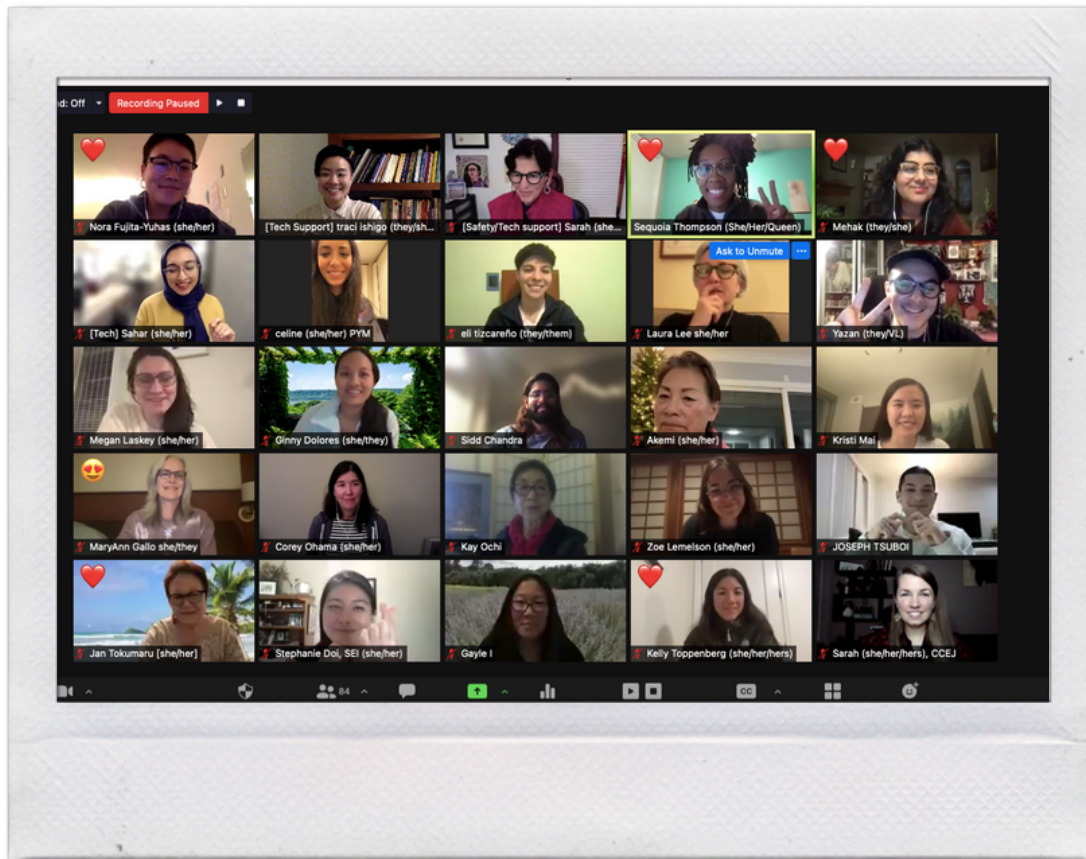 nd: Off
Recording Paused
Nora Fujita-Yuhas (she/her)
[Tech Support] traci ishigo (they/sh...
[Safety/Tech support] Sarah (she...
Sequoia Thompson (She/Her/Queen)
Mehak (they/she)
Ask to Unmute
[Tech] Sahar (she/her)
celine (she/her) PYM
eli tizcareño (they/them)
Laura Lee she/her
Yazan (they/VL)
Megan Laskey (she/her)
Ginny Dolores (she/they)
Sidd Chandra
Akemi (she/her)
Kristi Mai
MaryAnn Gallo she/they
Corey Ohama (she/her)
Kay Ochi
Zoe Lemelson (she/her)
JOSEPH TSUBOI
Jan Tokumaru [she/her]
Stephanie Doi, SEI (she/her)
Gayle I
Kelly Toppenberg (she/her/hers)
Sarah (she/her/hers), CCEJ
84
CC